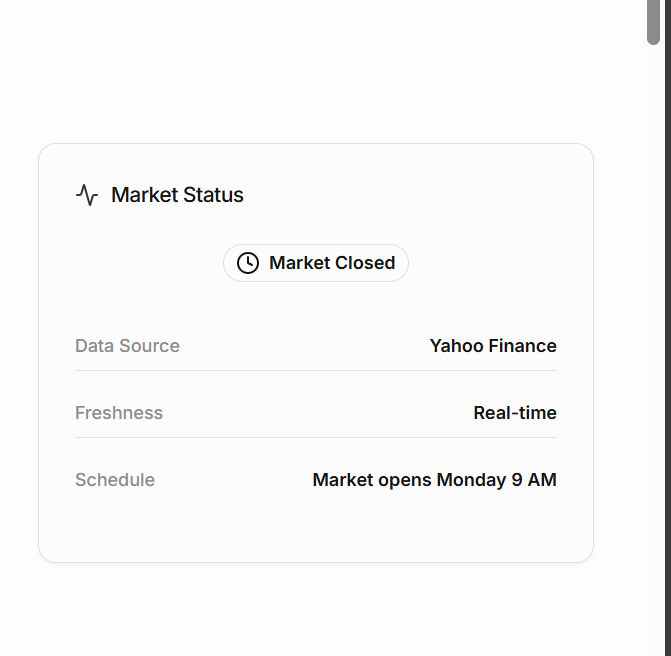 Market Status
Market Closed
Data Source Yahoo Finance
Freshness Real-time
Schedule Market opens Monday 9 AM